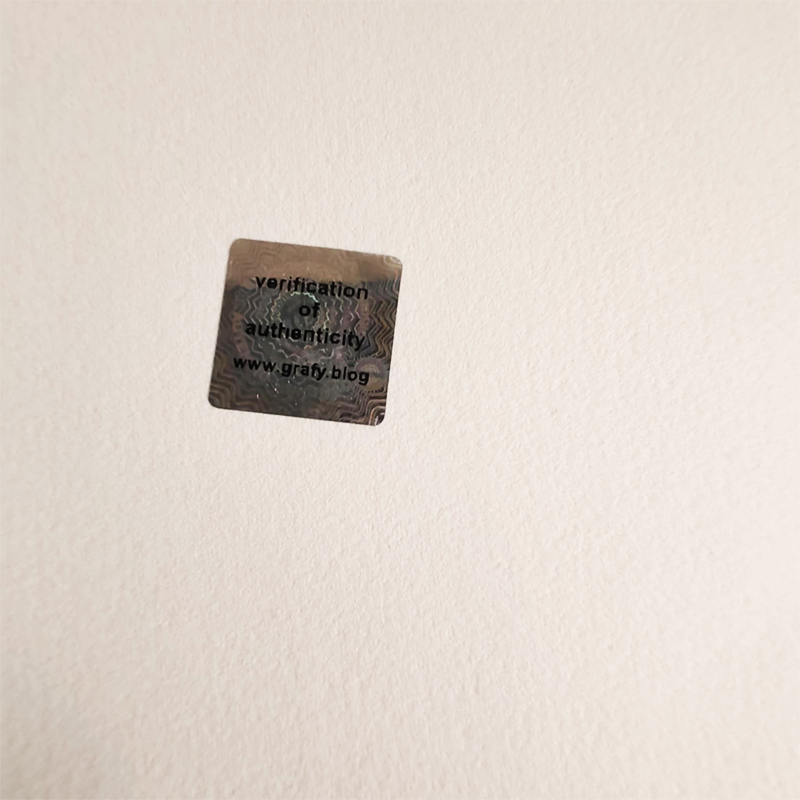 verification
of
authenticity
www.grafy.blog